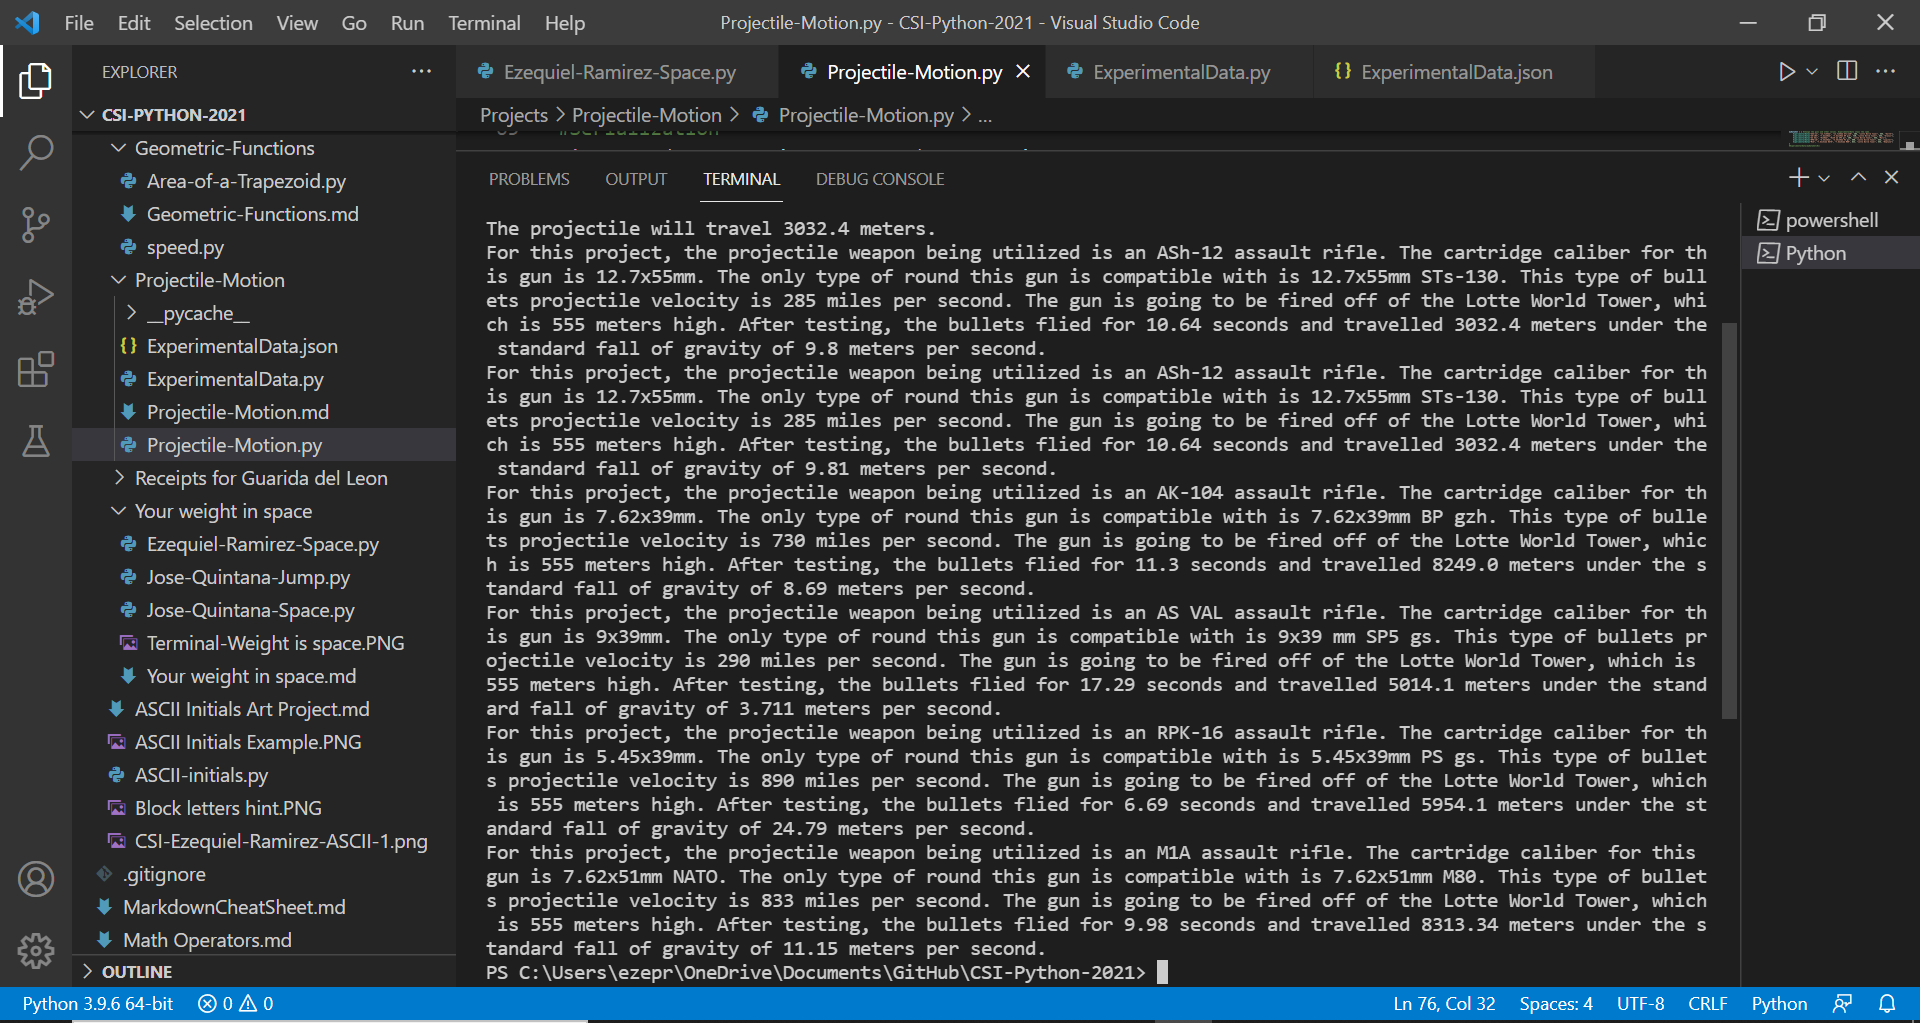 File Edit Selection View Go Run Terminal Help
Projectile-Motion.py - CSI-Python-2021 - Visual Studio Code
EXPLORER
CSI-PYTHON-2021
Geometric-Functions
Area-of-a-Trapezoid.py
Geometric-Functions.md
speed.py
Projectile-Motion
__pycache__
ExperimentalData.json
ExperimentalData.py
Projectile-Motion.md
Projectile-Motion.py
Receipts for Guarida del Leon
Your weight in space
Ezequiel-Ramirez-Space.py
Jose-Quintana-Jump.py
Jose-Quintana-Space.py
Terminal-Weight is space.PNG
Your weight in space.md
ASCII Initials Art Project.md
ASCII Initials Example.PNG
ASCII-initials.py
Block letters hint.PNG
CSI-Ezequiel-Ramirez-ASCII-1.png
.gitignore
MarkdownCheatSheet.md
Math Operators.md
OUTLINE
Ezequiel-Ramirez-Space.py
Projectile-Motion.py
ExperimentalData.py
ExperimentalData.json
Projects > Projectile-Motion > Projectile-Motion.py > ...
PROBLEMS OUTPUT TERMINAL DEBUG CONSOLE
The projectile will travel 3032.4 meters.
For this project, the projectile weapon being utilized is an ASh-12 assault rifle. The cartridge caliber for th
is gun is 12.7x55mm. The only type of round this gun is compatible with is 12.7x55mm STs-130. This type of bull
ets projectile velocity is 285 miles per second. The gun is going to be fired off of the Lotte World Tower, whi
ch is 555 meters high. After testing, the bullets flied for 10.64 seconds and travelled 3032.4 meters under the
standard fall of gravity of 9.8 meters per second.
For this project, the projectile weapon being utilized is an ASh-12 assault rifle. The cartridge caliber for th
is gun is 12.7x55mm. The only type of round this gun is compatible with is 12.7x55mm STs-130. This type of bull
ets projectile velocity is 285 miles per second. The gun is going to be fired off of the Lotte World Tower, whi
ch is 555 meters high. After testing, the bullets flied for 10.64 seconds and travelled 3032.4 meters under the
standard fall of gravity of 9.81 meters per second.
For this project, the projectile weapon being utilized is an AK-104 assault rifle. The cartridge caliber for th
is gun is 7.62x39mm. The only type of round this gun is compatible with is 7.62x39mm BP gzh. This type of bulle
ts projectile velocity is 730 miles per second. The gun is going to be fired off of the Lotte World Tower, whic
h is 555 meters high. After testing, the bullets flied for 11.3 seconds and travelled 8249.0 meters under the s
tandard fall of gravity of 8.69 meters per second.
For this project, the projectile weapon being utilized is an AS VAL assault rifle. The cartridge caliber for th
is gun is 9x39mm. The only type of round this gun is compatible with is 9x39 mm SP5 gs. This type of bullets pr
ojectile velocity is 290 miles per second. The gun is going to be fired off of the Lotte World Tower, which is
555 meters high. After testing, the bullets flied for 17.29 seconds and travelled 5014.1 meters under the stand
ard fall of gravity of 3.711 meters per second.
For this project, the projectile weapon being utilized is an RPK-16 assault rifle. The cartridge caliber for th
is gun is 5.45x39mm. The only type of round this gun is compatible with is 5.45x39mm PS gs. This type of bullet
s projectile velocity is 890 miles per second. The gun is going to be fired off of the Lotte World Tower, which
is 555 meters high. After testing, the bullets flied for 6.69 seconds and travelled 5954.1 meters under the st
andard fall of gravity of 24.79 meters per second.
For this project, the projectile weapon being utilized is an M1A assault rifle. The cartridge caliber for this
gun is 7.62x51mm NATO. The only type of round this gun is compatible with is 7.62x51mm M80. This type of bullet
s projectile velocity is 833 miles per second. The gun is going to be fired off of the Lotte World Tower, which
is 555 meters high. After testing, the bullets flied for 9.98 seconds and travelled 8313.34 meters under the s
tandard fall of gravity of 11.15 meters per second.
PS C:\Users\ezepr\OneDrive\Documents\GitHub\CSI-Python-2021>
powershell
Python
Python 3.9.6 64-bit 0 0
Ln 76, Col 32 Spaces: 4 UTF-8 CRLF Python